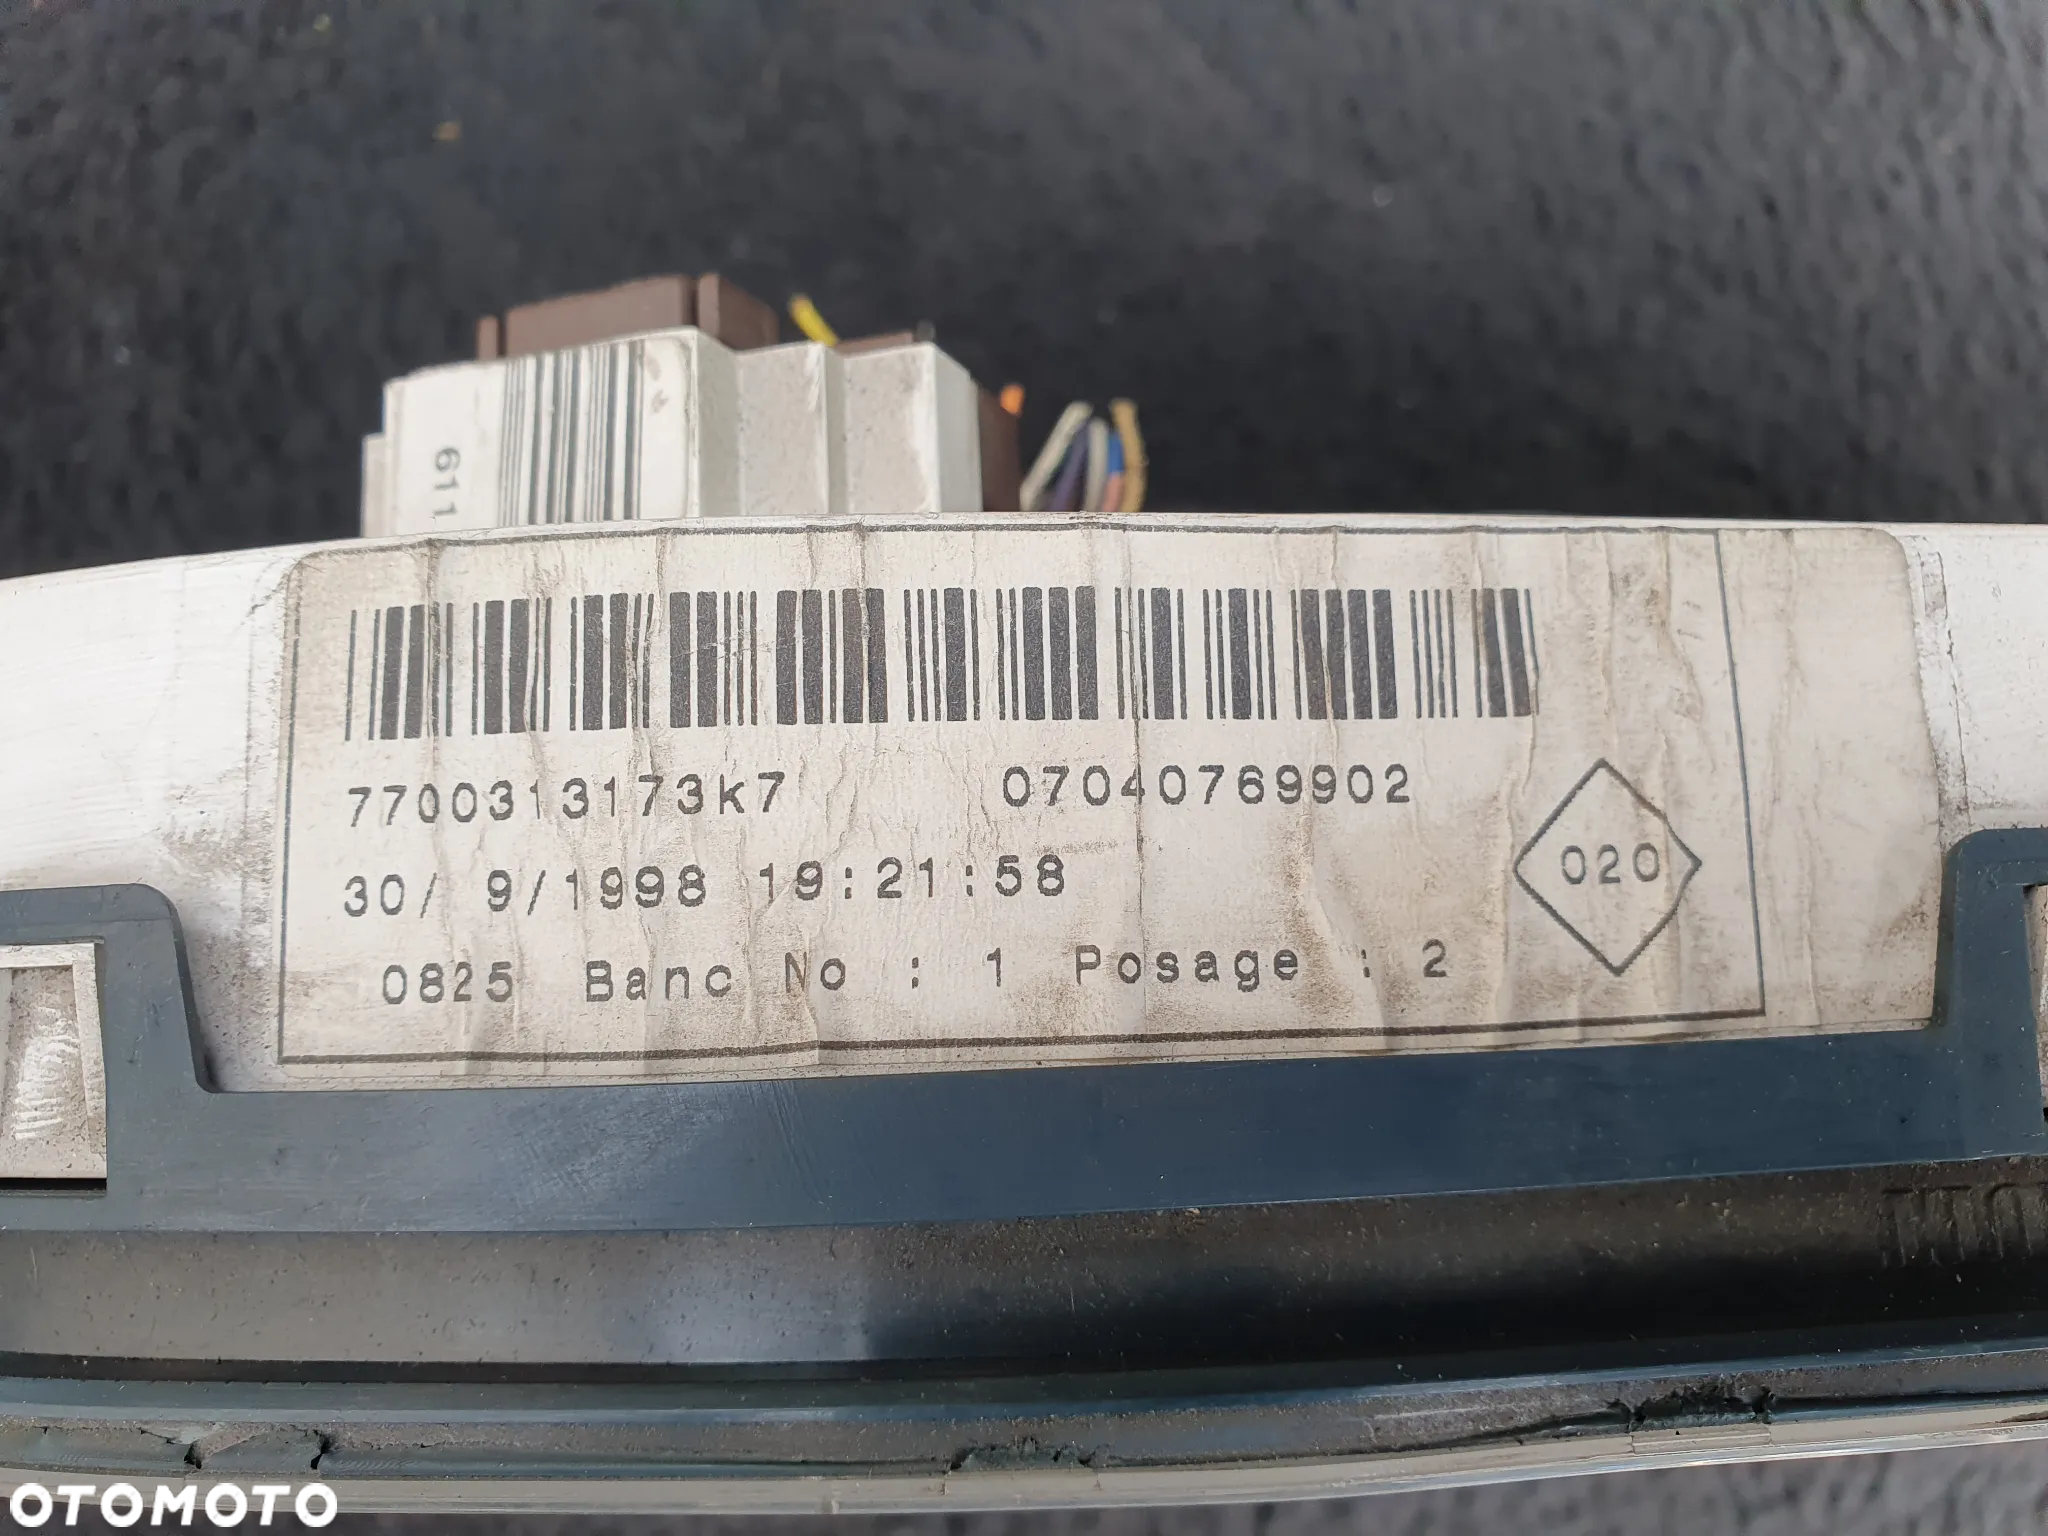 611
7700313173k7 07040769902
30/ 9/1998 19:21:58
020
0825 Banc No : 1 Posage : 2
OTOMOTO